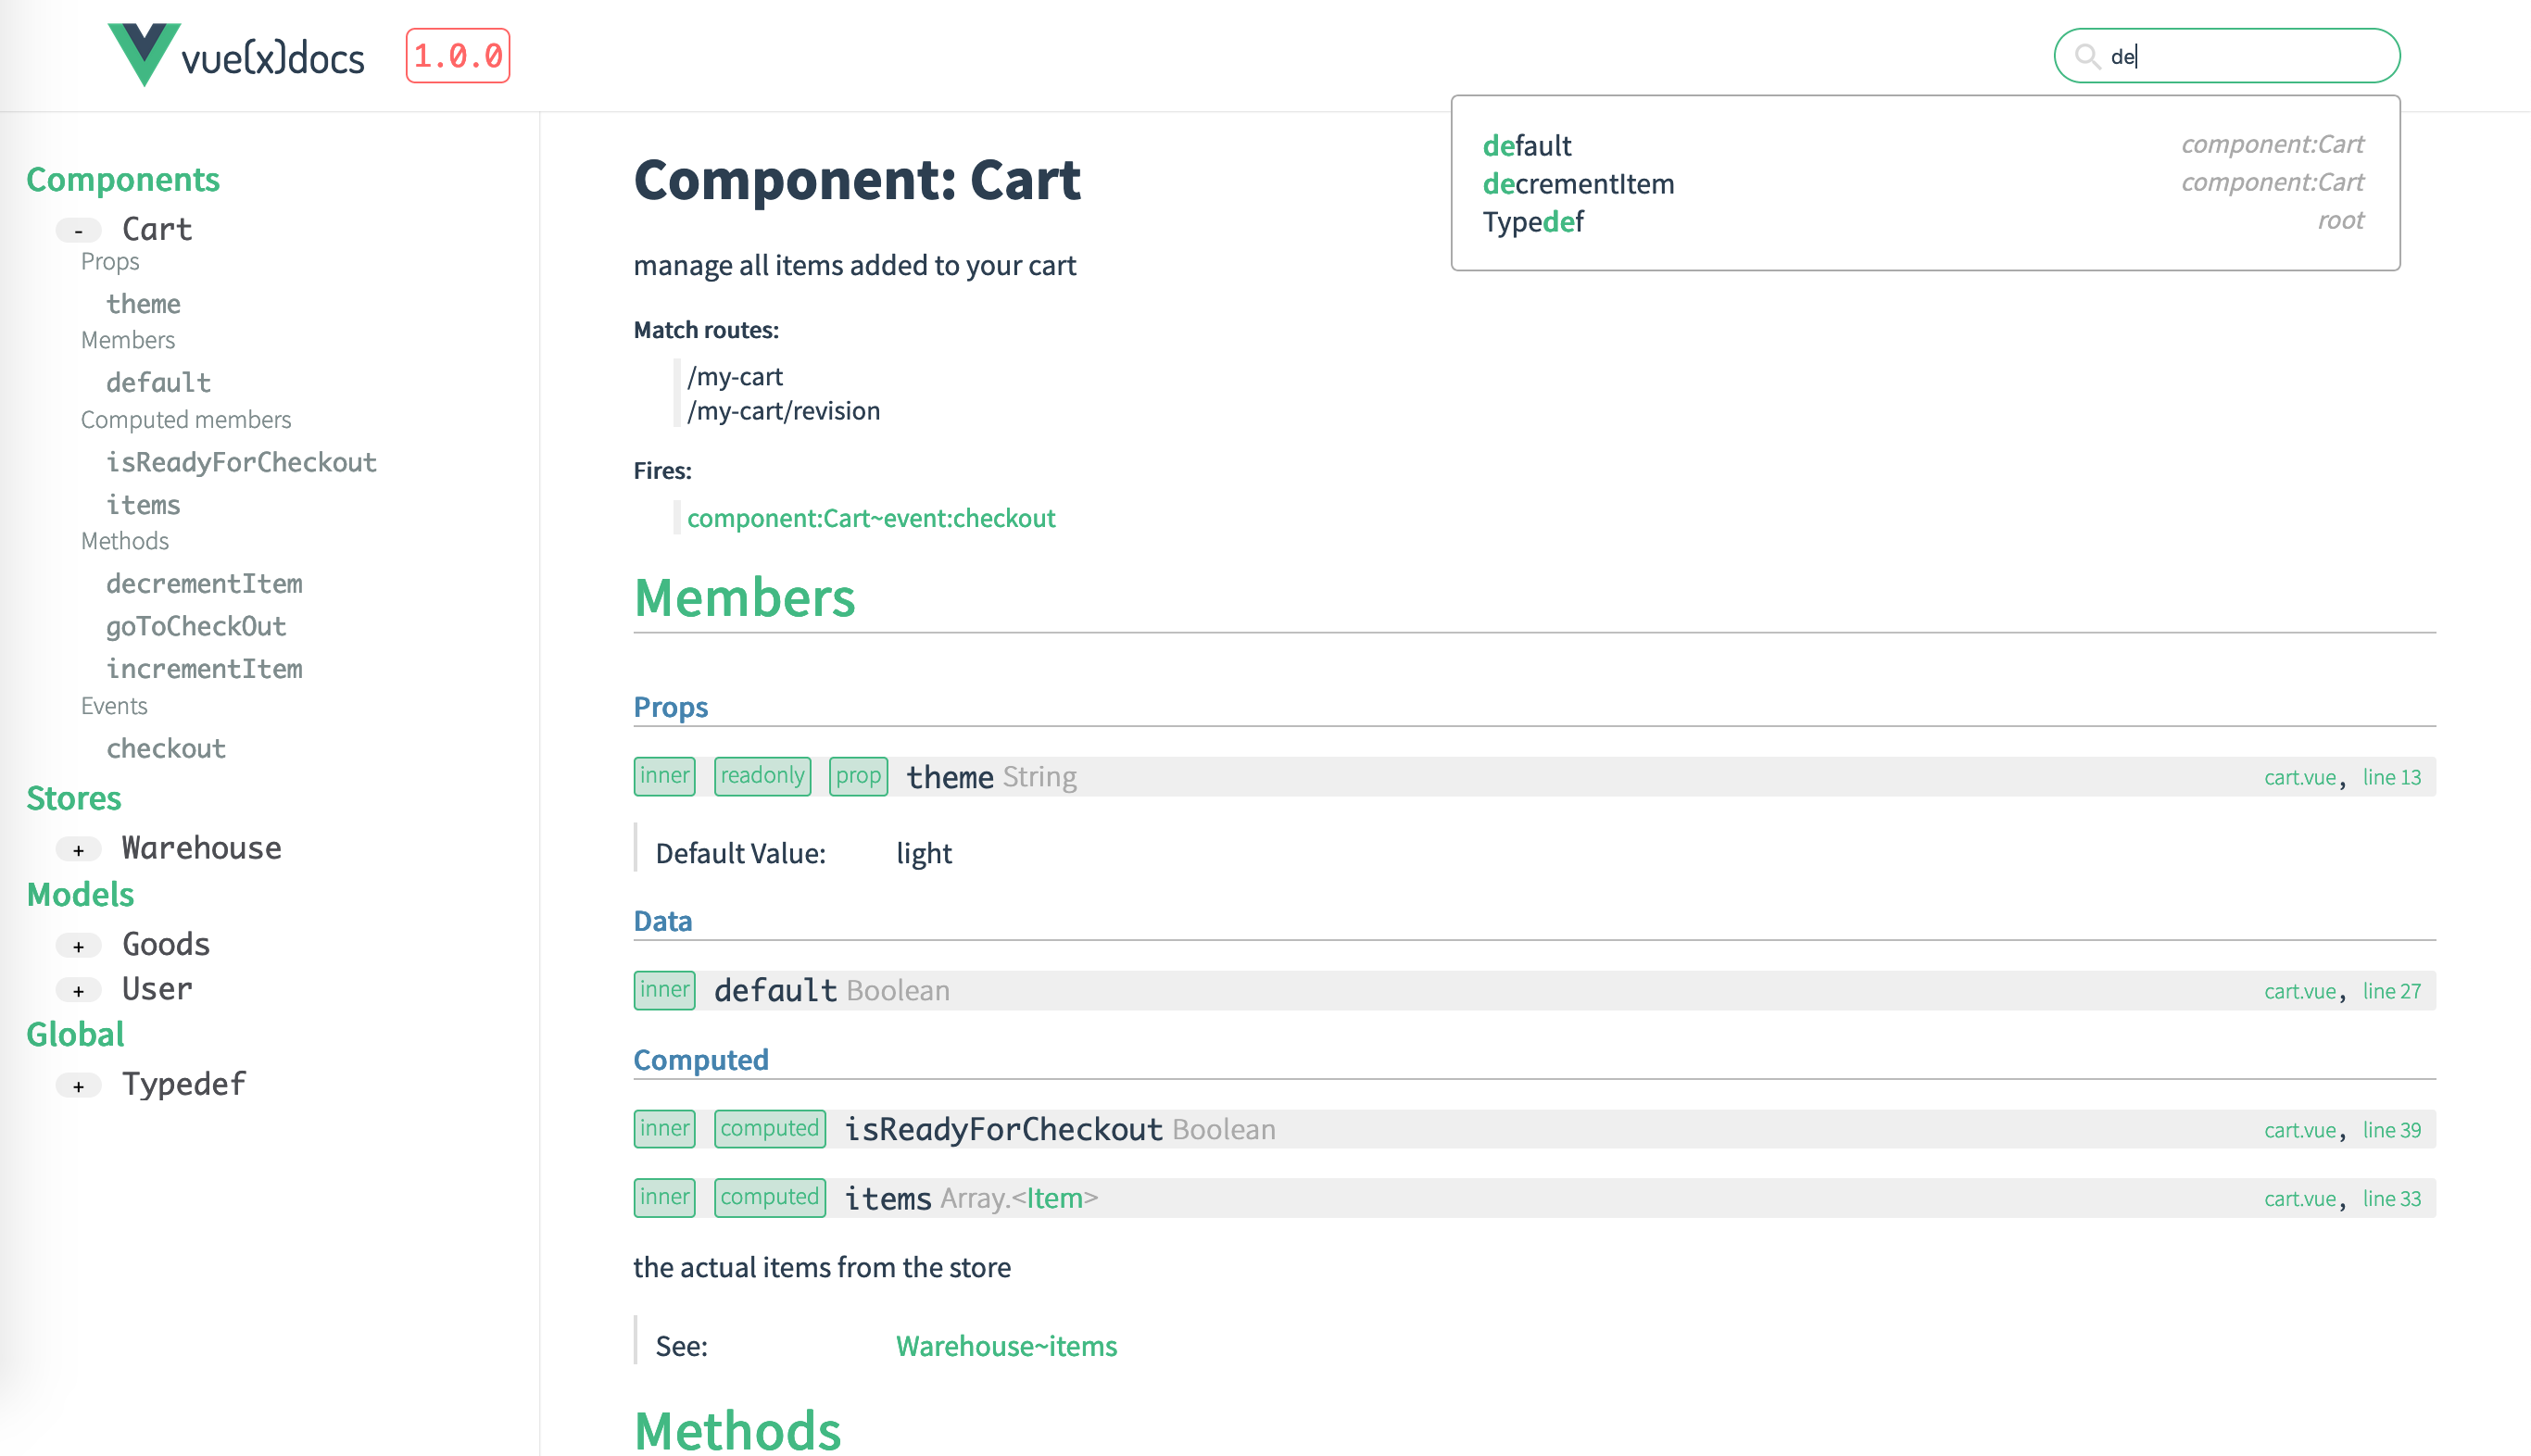 vue[x]docs 1.0.0
de
default component:Cart
decrementItem component:Cart
Typedef root
Components
- Cart
Props
theme
Members
default
Computed members
isReadyForCheckout
items
Methods
decrementItem
goToCheckOut
incrementItem
Events
checkout
Stores
+ Warehouse
Models
+ Goods
+ User
Global
+ Typedef
Component: Cart
manage all items added to your cart
Match routes:
/my-cart
/my-cart/revision
Fires:
component:Cart~event:checkout
Members
Props
inner readonly prop theme String cart.vue, line 13
Default Value: light
Data
inner default Boolean cart.vue, line 27
Computed
inner computed isReadyForCheckout Boolean cart.vue, line 39
inner computed items Array.<Item> cart.vue, line 33
the actual items from the store
See: Warehouse~items
Methods